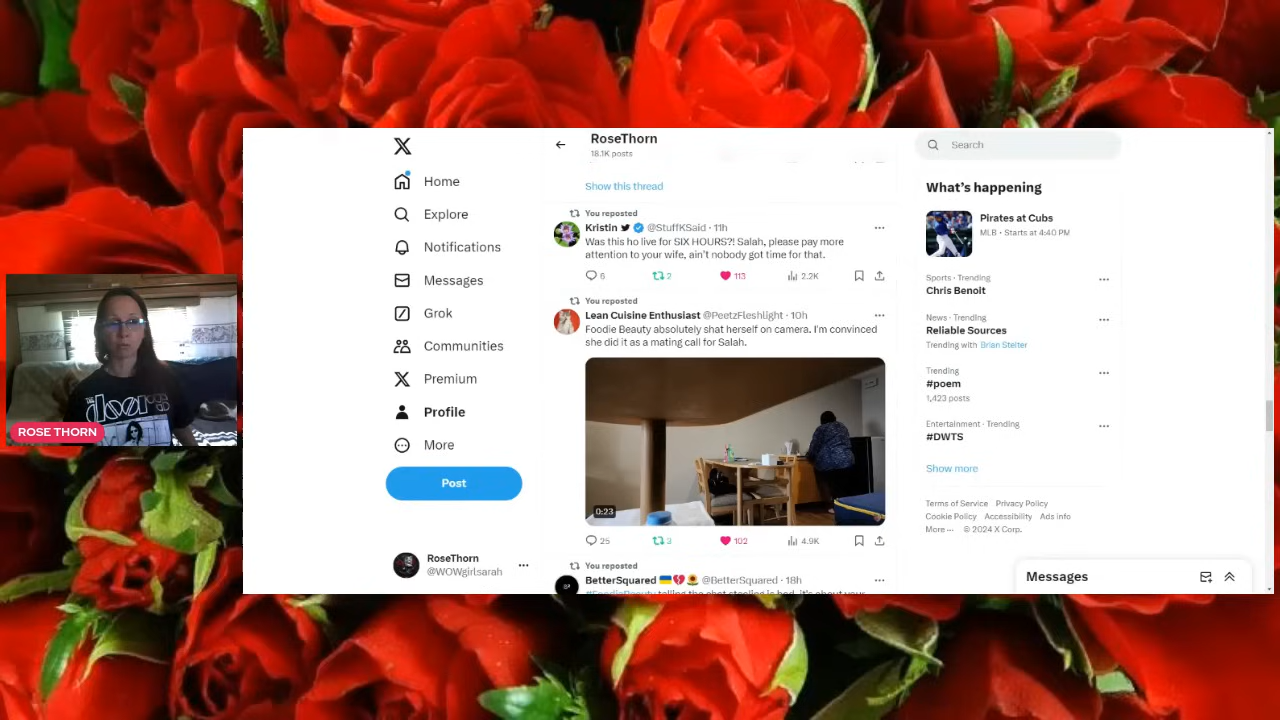 RoseThorn
18.1K posts
Search
Home
Explore
Notifications
Messages
Grok
Communities
Premium
Profile
More
Post
RoseThorn
@WOWgirlsarah
Show this thread
You reposted
Kristin @StuffKSaid · 11h
Was this ho live for SIX HOURS?! Salah, please pay more
attention to your wife, ain't nobody got time for that.
6 2 113 2.2K
You reposted
Lean Cuisine Enthusiast @PeetzFleshlight · 10h
Foodie Beauty absolutely shat herself on camera. I'm convinced
she did it as a mating call for Salah.
0:23
25 3 102 4.9K
You reposted
BetterSquared @BetterSquared · 18h
What's happening
Pirates at Cubs
MLB · Starts at 4:40 PM
Sports · Trending
Chris Benoit
News · Trending
Reliable Sources
Trending with Brian Stelter
Trending
#poem
1,423 posts
Entertainment · Trending
#DWTS
Show more
Terms of Service Privacy Policy
Cookie Policy Accessibility Ads info
More ··· © 2024 X Corp.
Messages
The Doors
ROSE THORN